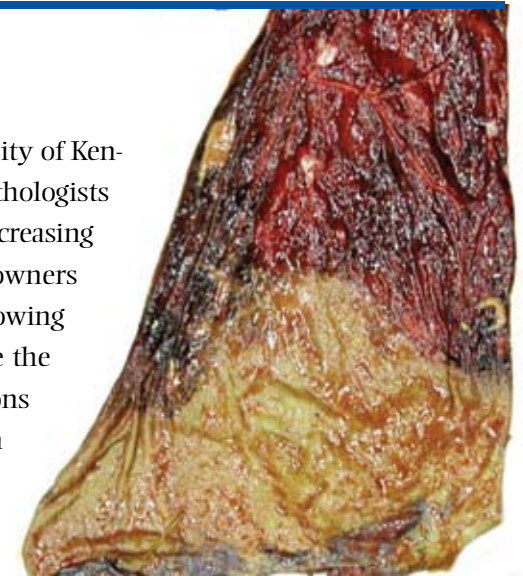 ity of Ken-
thologists
creasing
owners
owing
e the
ons
n